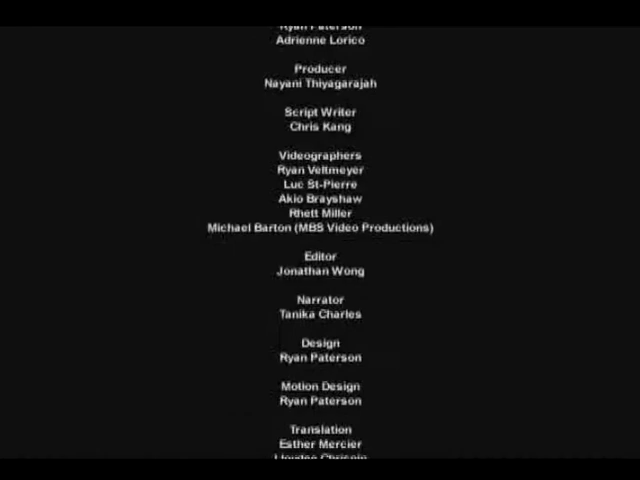 Ryan Paterson
Adrienne Lorico
Producer
Nayani Thiyagarajah
Script Writer
Chris Kang
Videographers
Ryan Veltmeyer
Luc St-Pierre
Akio Brayshaw
Rhett Miller
Michael Barton (MBS Video Productions)
Editor
Jonathan Wong
Narrator
Tanika Charles
Design
Ryan Paterson
Motion Design
Ryan Paterson
Translation
Esther Mercier